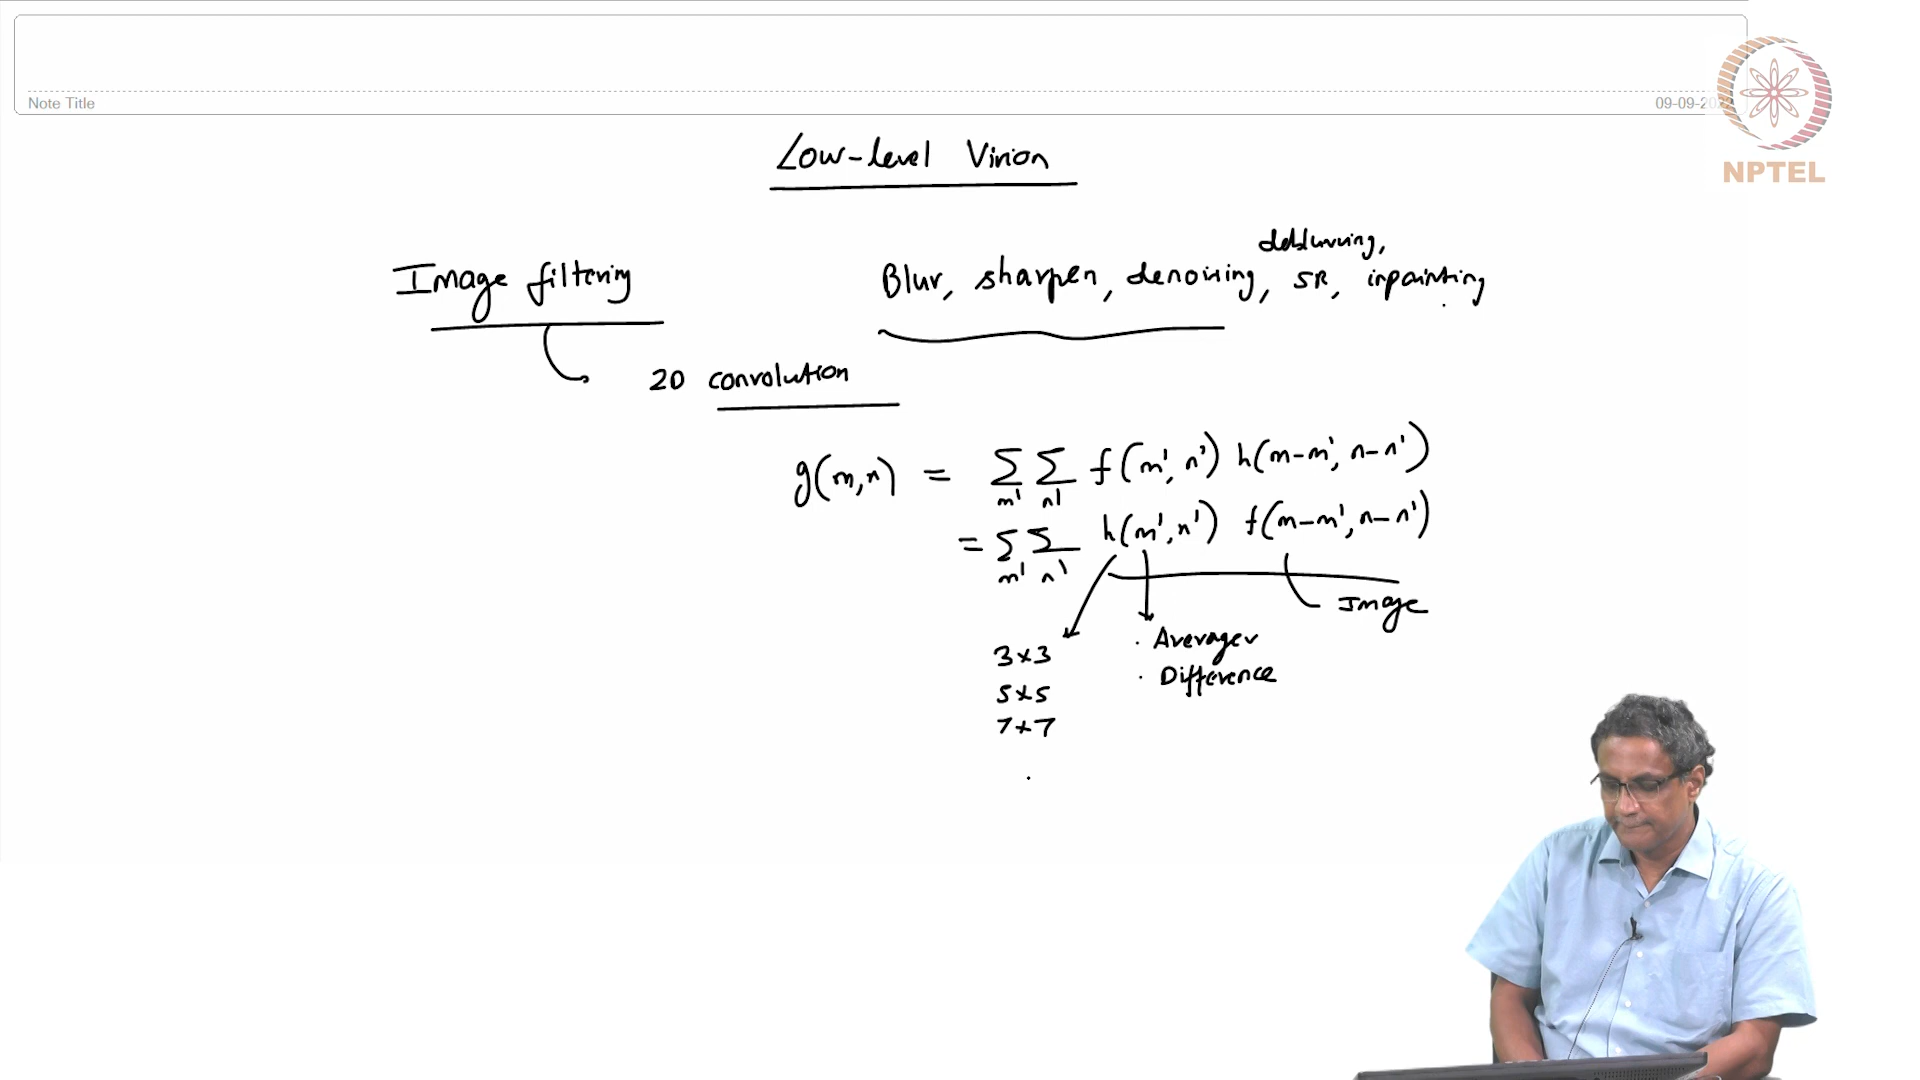 Note Title
09-09-20
NPTEL
Low-level Vision
deblurring,
Image filtering
Blur, sharpen, denoising, SR, inpainting
2D convolution
g(m,n) = ∑m' ∑n' f(m', n') h(m-m', n-n')
= ∑m' ∑n' h(m', n') f(m-m', n-n')
Image
3×3
· Averager
5×5
· Difference
7×7